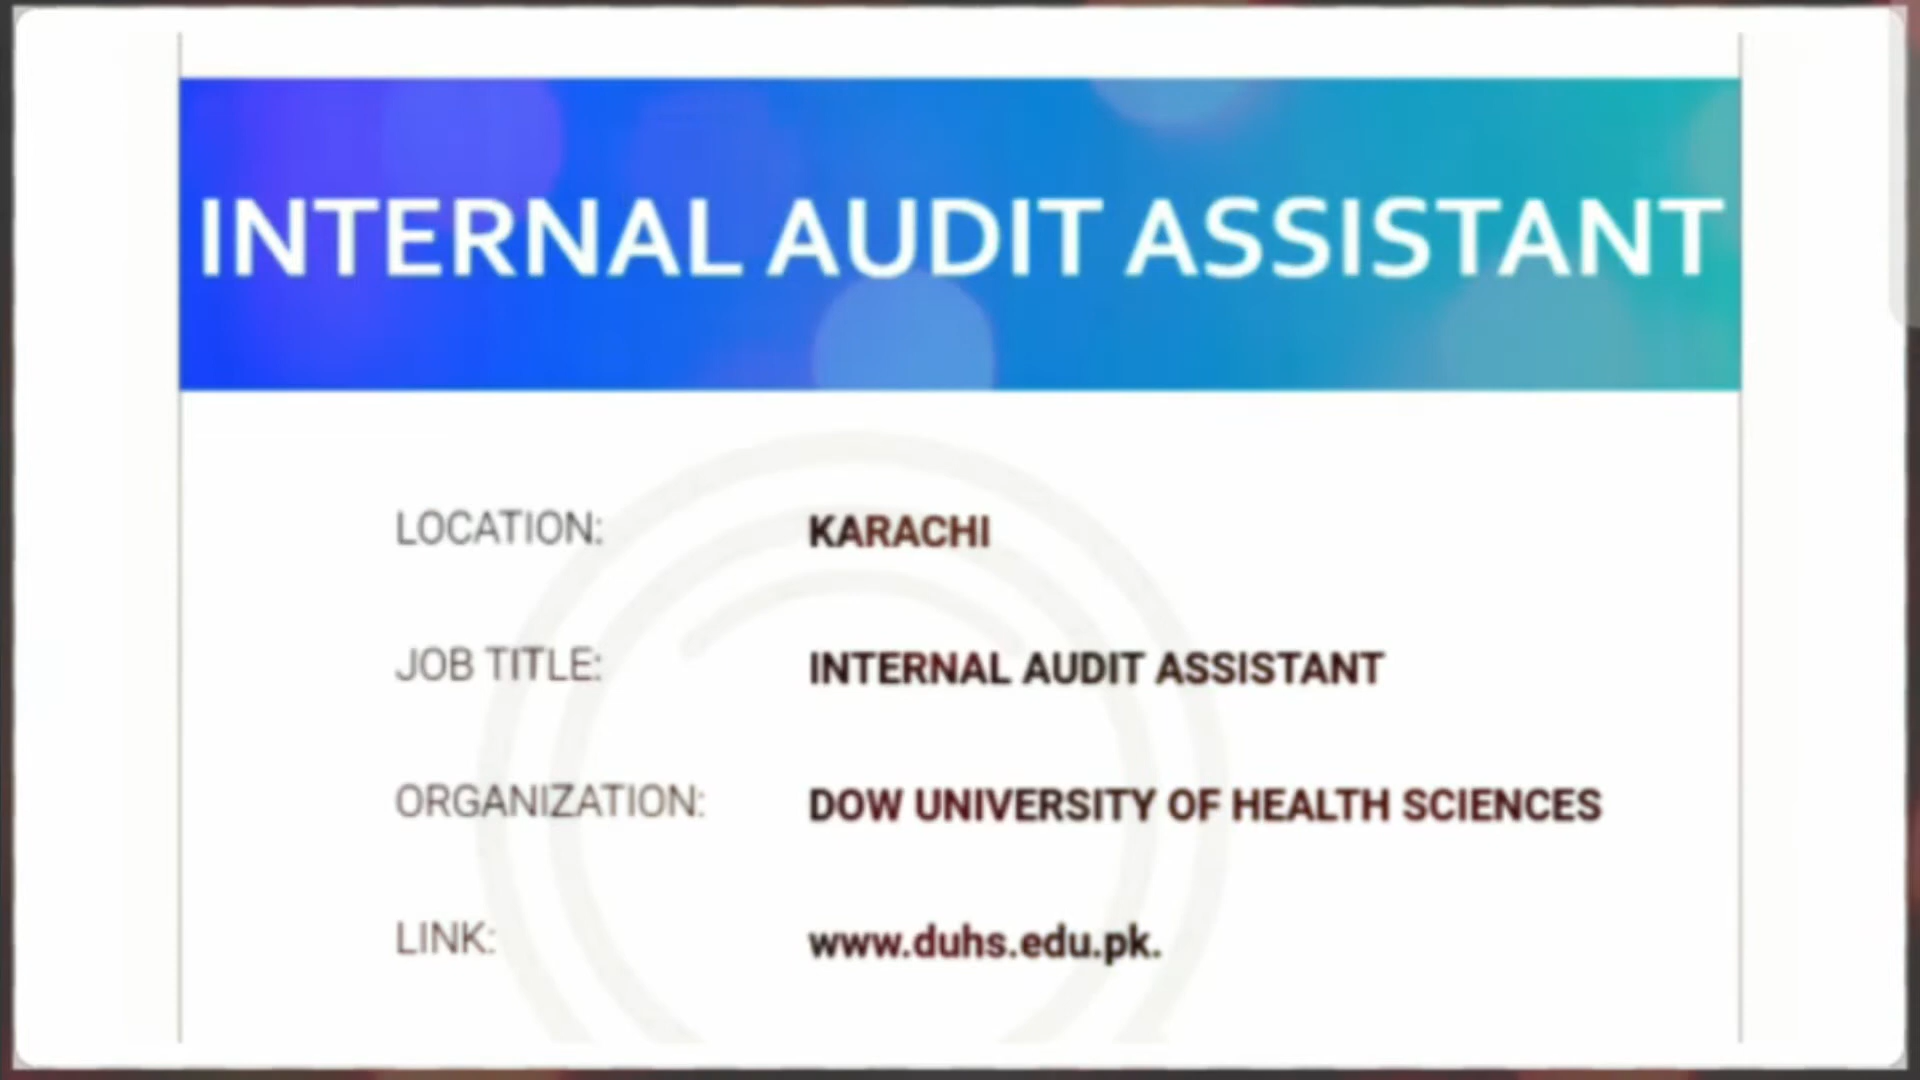 INTERNAL AUDIT ASSISTANT
LOCATION: KARACHI
JOB TITLE: INTERNAL AUDIT ASSISTANT
ORGANIZATION: DOW UNIVERSITY OF HEALTH SCIENCES
LINK: www.duhs.edu.pk.